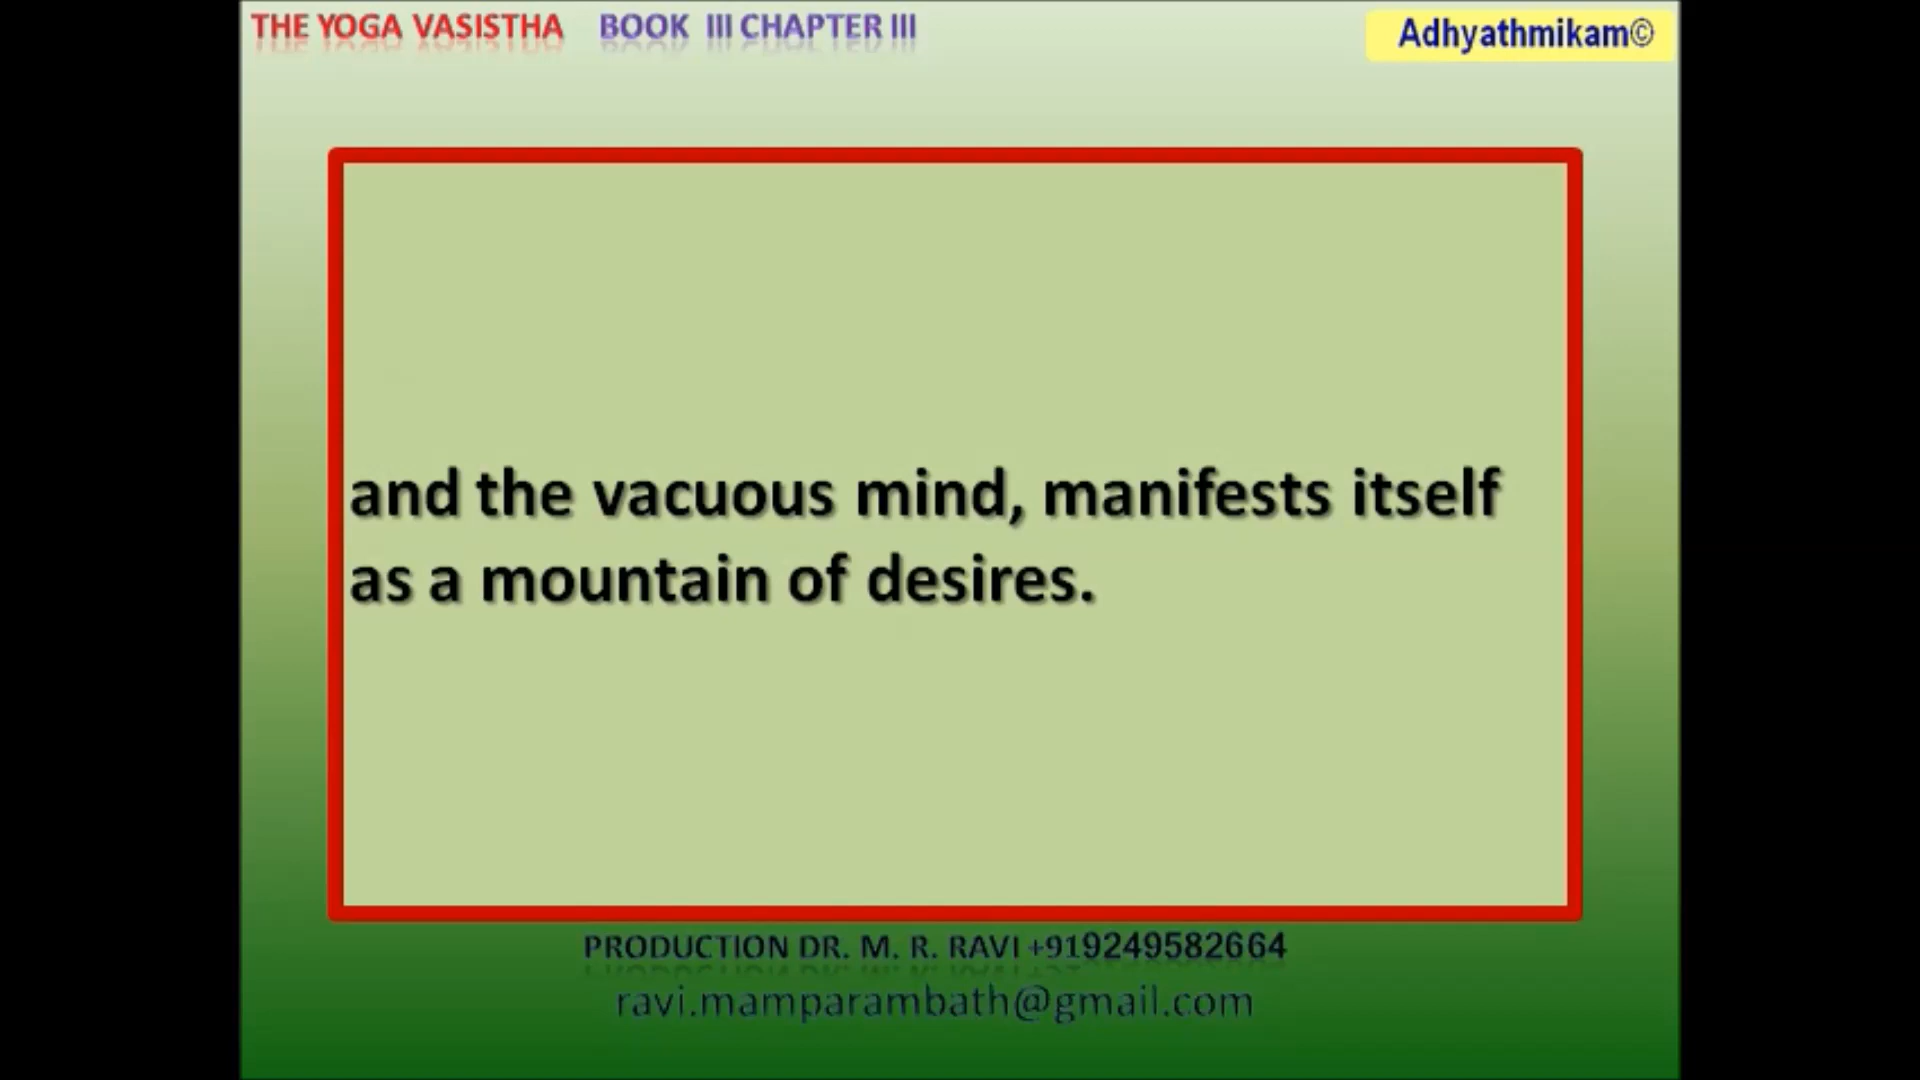 THE YOGA VASISTHA BOOK III CHAPTER III
Adhyathmikam©
and the vacuous mind, manifests itself
as a mountain of desires.
PRODUCTION DR. M. R. RAVI +919249582664
ravi.mamparambath@gmail.com